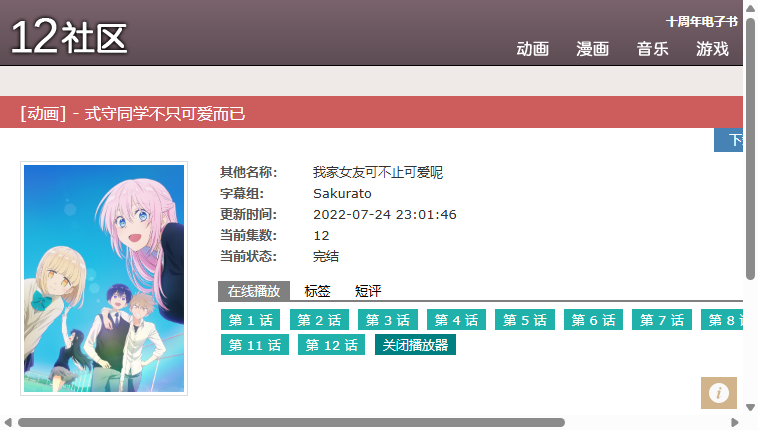 12社区
十周年电子书
动画 漫画 音乐 游戏
[动画] - 式守同学不只可爱而已
其他名称: 我家女友可不止可爱呢
字幕组: Sakurato
更新时间: 2022-07-24 23:01:46
当前集数: 12
当前状态: 完结
在线播放 标签 短评
第 1 话 第 2 话 第 3 话 第 4 话 第 5 话 第 6 话 第 7 话 第 8
第 11 话 第 12 话 关闭播放器